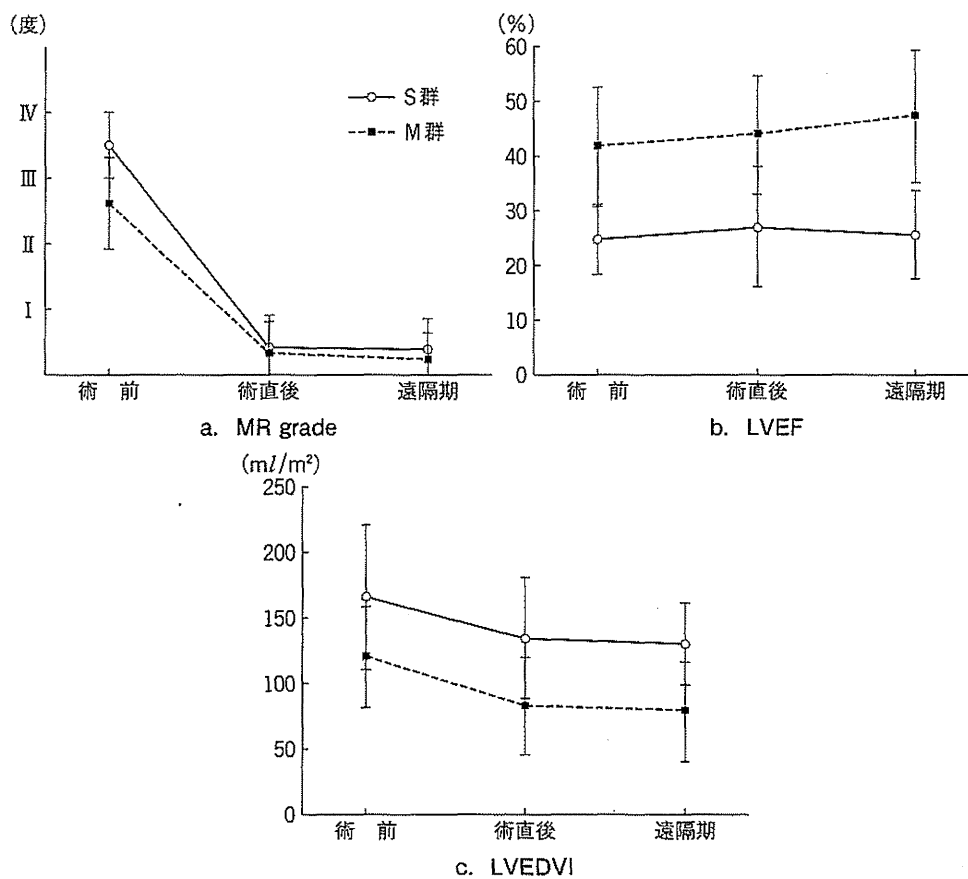 (度)
IV
III
II
I
S群
M群
術 前
術直後
遠隔期
a. MR grade
(%)
60
50
40
30
20
10
0
術 前
術直後
遠隔期
b. LVEF
(ml/m²)
250
200
150
100
50
0
術 前
術直後
遠隔期
c. LVEDVI